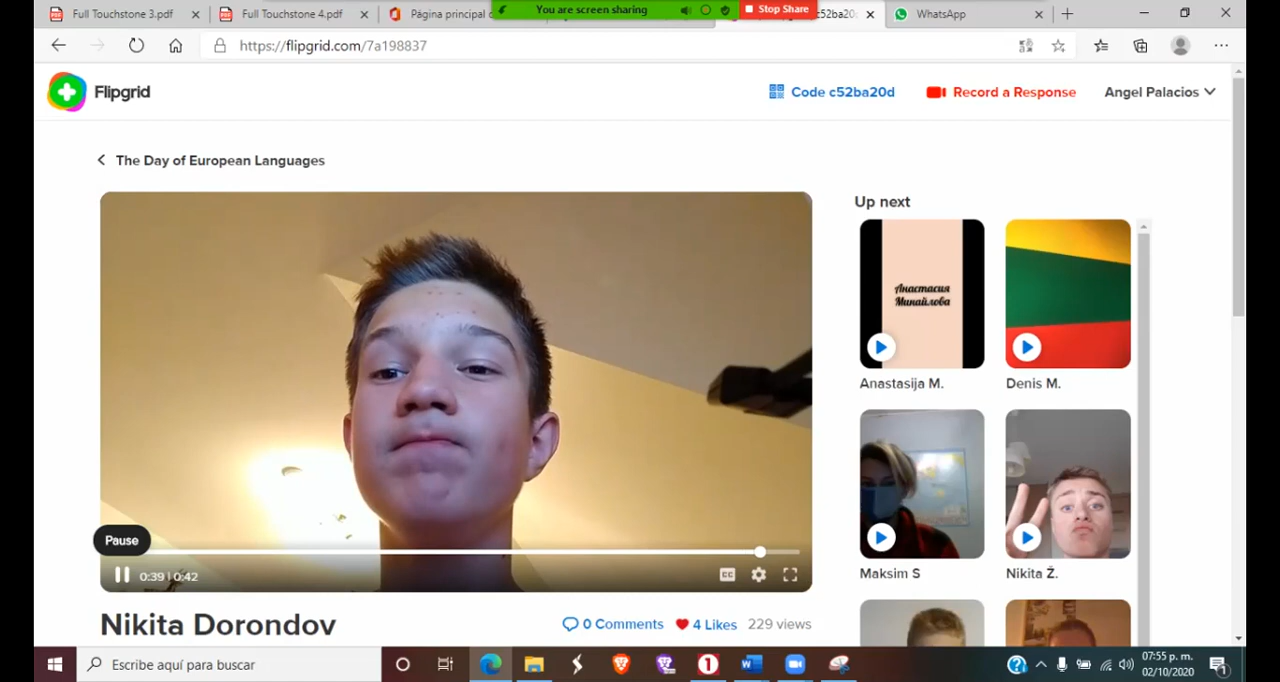 Full Touchstone 3.pdf
Full Touchstone 4.pdf
Página principal
You are screen sharing
Stop Share
c52ba20
WhatsApp
https://flipgrid.com/7a198837
Flipgrid
Code c52ba20d
Record a Response
Angel Palacios
The Day of European Languages
Up next
Анастасия
Минайлова
Anastasija M.
Denis M.
Maksim S
Nikita Ž.
Pause
0:39 | 0:42
CC
Nikita Dorondov
0 Comments
4 Likes
229 views
Escribe aquí para buscar
07:55 p. m.
02/10/2020